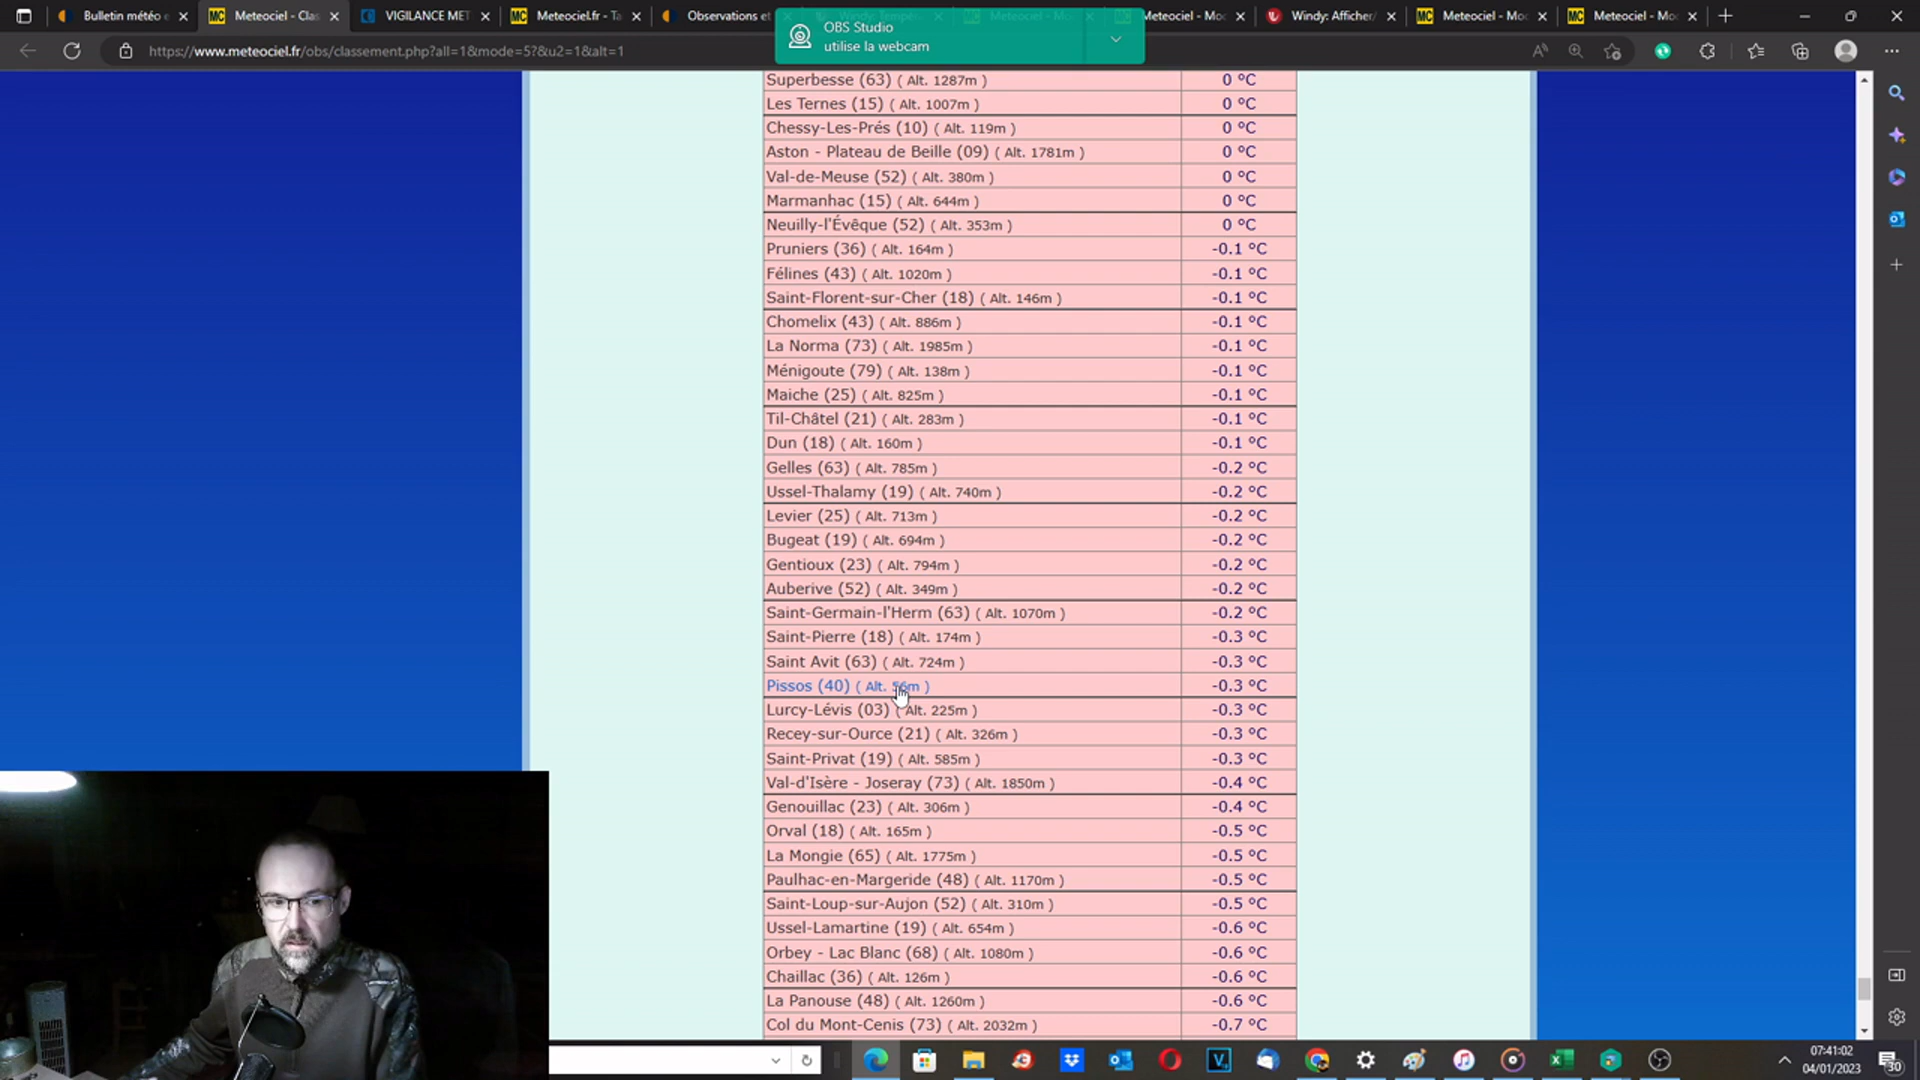 Bulletin météo e
Meteociel - Clas
VIGILANCE MET
Meteociel.fr - Ta
Observations et
Meteociel - Moc
Windy: Afficher/
Meteociel - Moc
Meteociel - Moc
OBS Studio
utilise la webcam
https://www.meteociel.fr/obs/classement.php?all=1&mode=5?&u2=1&alt=1
Superbesse (63) ( Alt. 1287m ) 0 °C
Les Ternes (15) ( Alt. 1007m ) 0 °C
Chessy-Les-Prés (10) ( Alt. 119m ) 0 °C
Aston - Plateau de Beille (09) ( Alt. 1781m ) 0 °C
Val-de-Meuse (52) ( Alt. 380m ) 0 °C
Marmanhac (15) ( Alt. 644m ) 0 °C
Neuilly-l'Évêque (52) ( Alt. 353m ) 0 °C
Pruniers (36) ( Alt. 164m ) -0.1 °C
Félines (43) ( Alt. 1020m ) -0.1 °C
Saint-Florent-sur-Cher (18) ( Alt. 146m ) -0.1 °C
Chomelix (43) ( Alt. 886m ) -0.1 °C
La Norma (73) ( Alt. 1985m ) -0.1 °C
Ménigoute (79) ( Alt. 138m ) -0.1 °C
Maiche (25) ( Alt. 825m ) -0.1 °C
Til-Châtel (21) ( Alt. 283m ) -0.1 °C
Dun (18) ( Alt. 160m ) -0.1 °C
Gelles (63) ( Alt. 785m ) -0.2 °C
Ussel-Thalamy (19) ( Alt. 740m ) -0.2 °C
Levier (25) ( Alt. 713m ) -0.2 °C
Bugeat (19) ( Alt. 694m ) -0.2 °C
Gentioux (23) ( Alt. 794m ) -0.2 °C
Auberive (52) ( Alt. 349m ) -0.2 °C
Saint-Germain-l'Herm (63) ( Alt. 1070m ) -0.2 °C
Saint-Pierre (18) ( Alt. 174m ) -0.3 °C
Saint Avit (63) ( Alt. 724m ) -0.3 °C
Pissos (40) ( Alt. 56m ) -0.3 °C
Lurcy-Lévis (03) ( Alt. 225m ) -0.3 °C
Recey-sur-Ource (21) ( Alt. 326m ) -0.3 °C
Saint-Privat (19) ( Alt. 585m ) -0.3 °C
Val-d'Isère - Joseray (73) ( Alt. 1850m ) -0.4 °C
Genouillac (23) ( Alt. 306m ) -0.4 °C
Orval (18) ( Alt. 165m ) -0.5 °C
La Mongie (65) ( Alt. 1775m ) -0.5 °C
Paulhac-en-Margeride (48) ( Alt. 1170m ) -0.5 °C
Saint-Loup-sur-Aujon (52) ( Alt. 310m ) -0.5 °C
Ussel-Lamartine (19) ( Alt. 654m ) -0.6 °C
Orbey - Lac Blanc (68) ( Alt. 1080m ) -0.6 °C
Chaillac (36) ( Alt. 126m ) -0.6 °C
La Panouse (48) ( Alt. 1260m ) -0.6 °C
Col du Mont-Cenis (73) ( Alt. 2032m ) -0.7 °C
07:41:02
04/01/2023
30